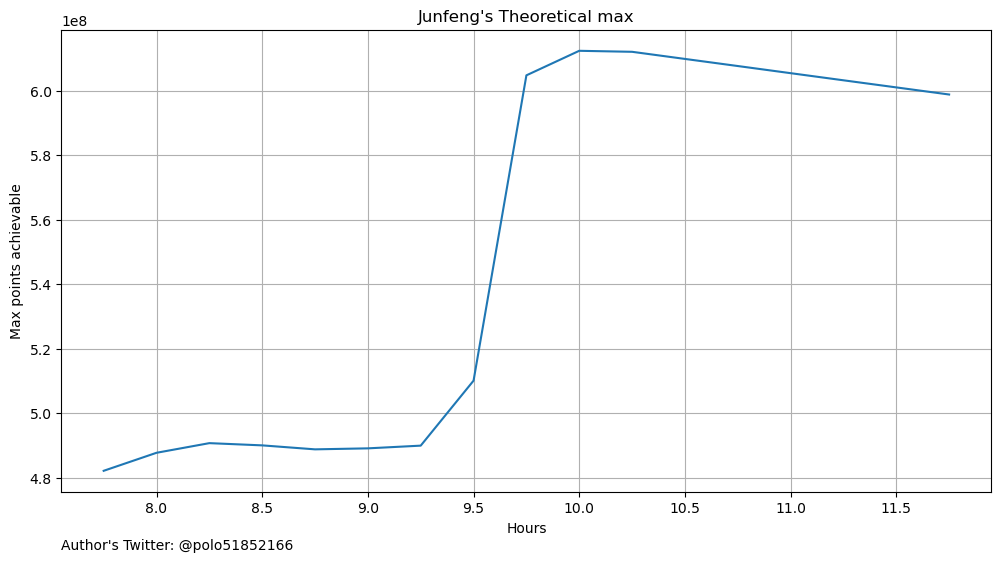 Junfeng's Theoretical max
1e8
Max points achievable
6.0
5.8
5.6
5.4
5.2
5.0
4.8
8.0 8.5 9.0 9.5 10.0 10.5 11.0 11.5
Hours
Author's Twitter: @polo51852166